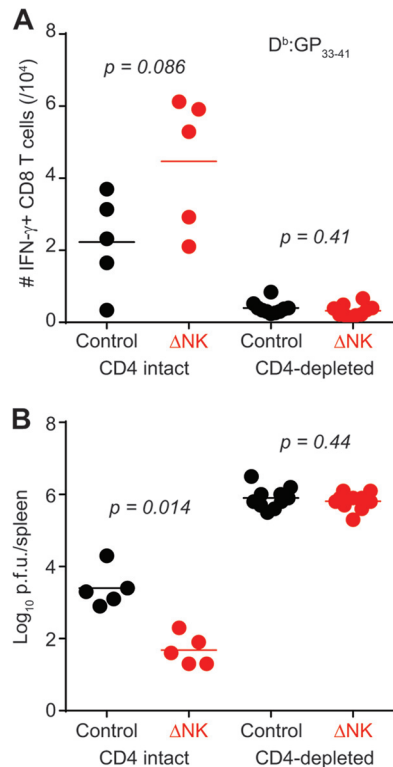 A
# IFN-γ+ CD8 T cells (/10⁴)
8
6
4
2
0
Dᵇ:GP₃₃₋₄₁
p = 0.086
p = 0.41
Control ΔNK Control ΔNK
CD4 intact CD4-depleted
B
Log₁₀ p.f.u./spleen
8
6
4
2
0
p = 0.44
p = 0.014
Control ΔNK Control ΔNK
CD4 intact CD4-depleted